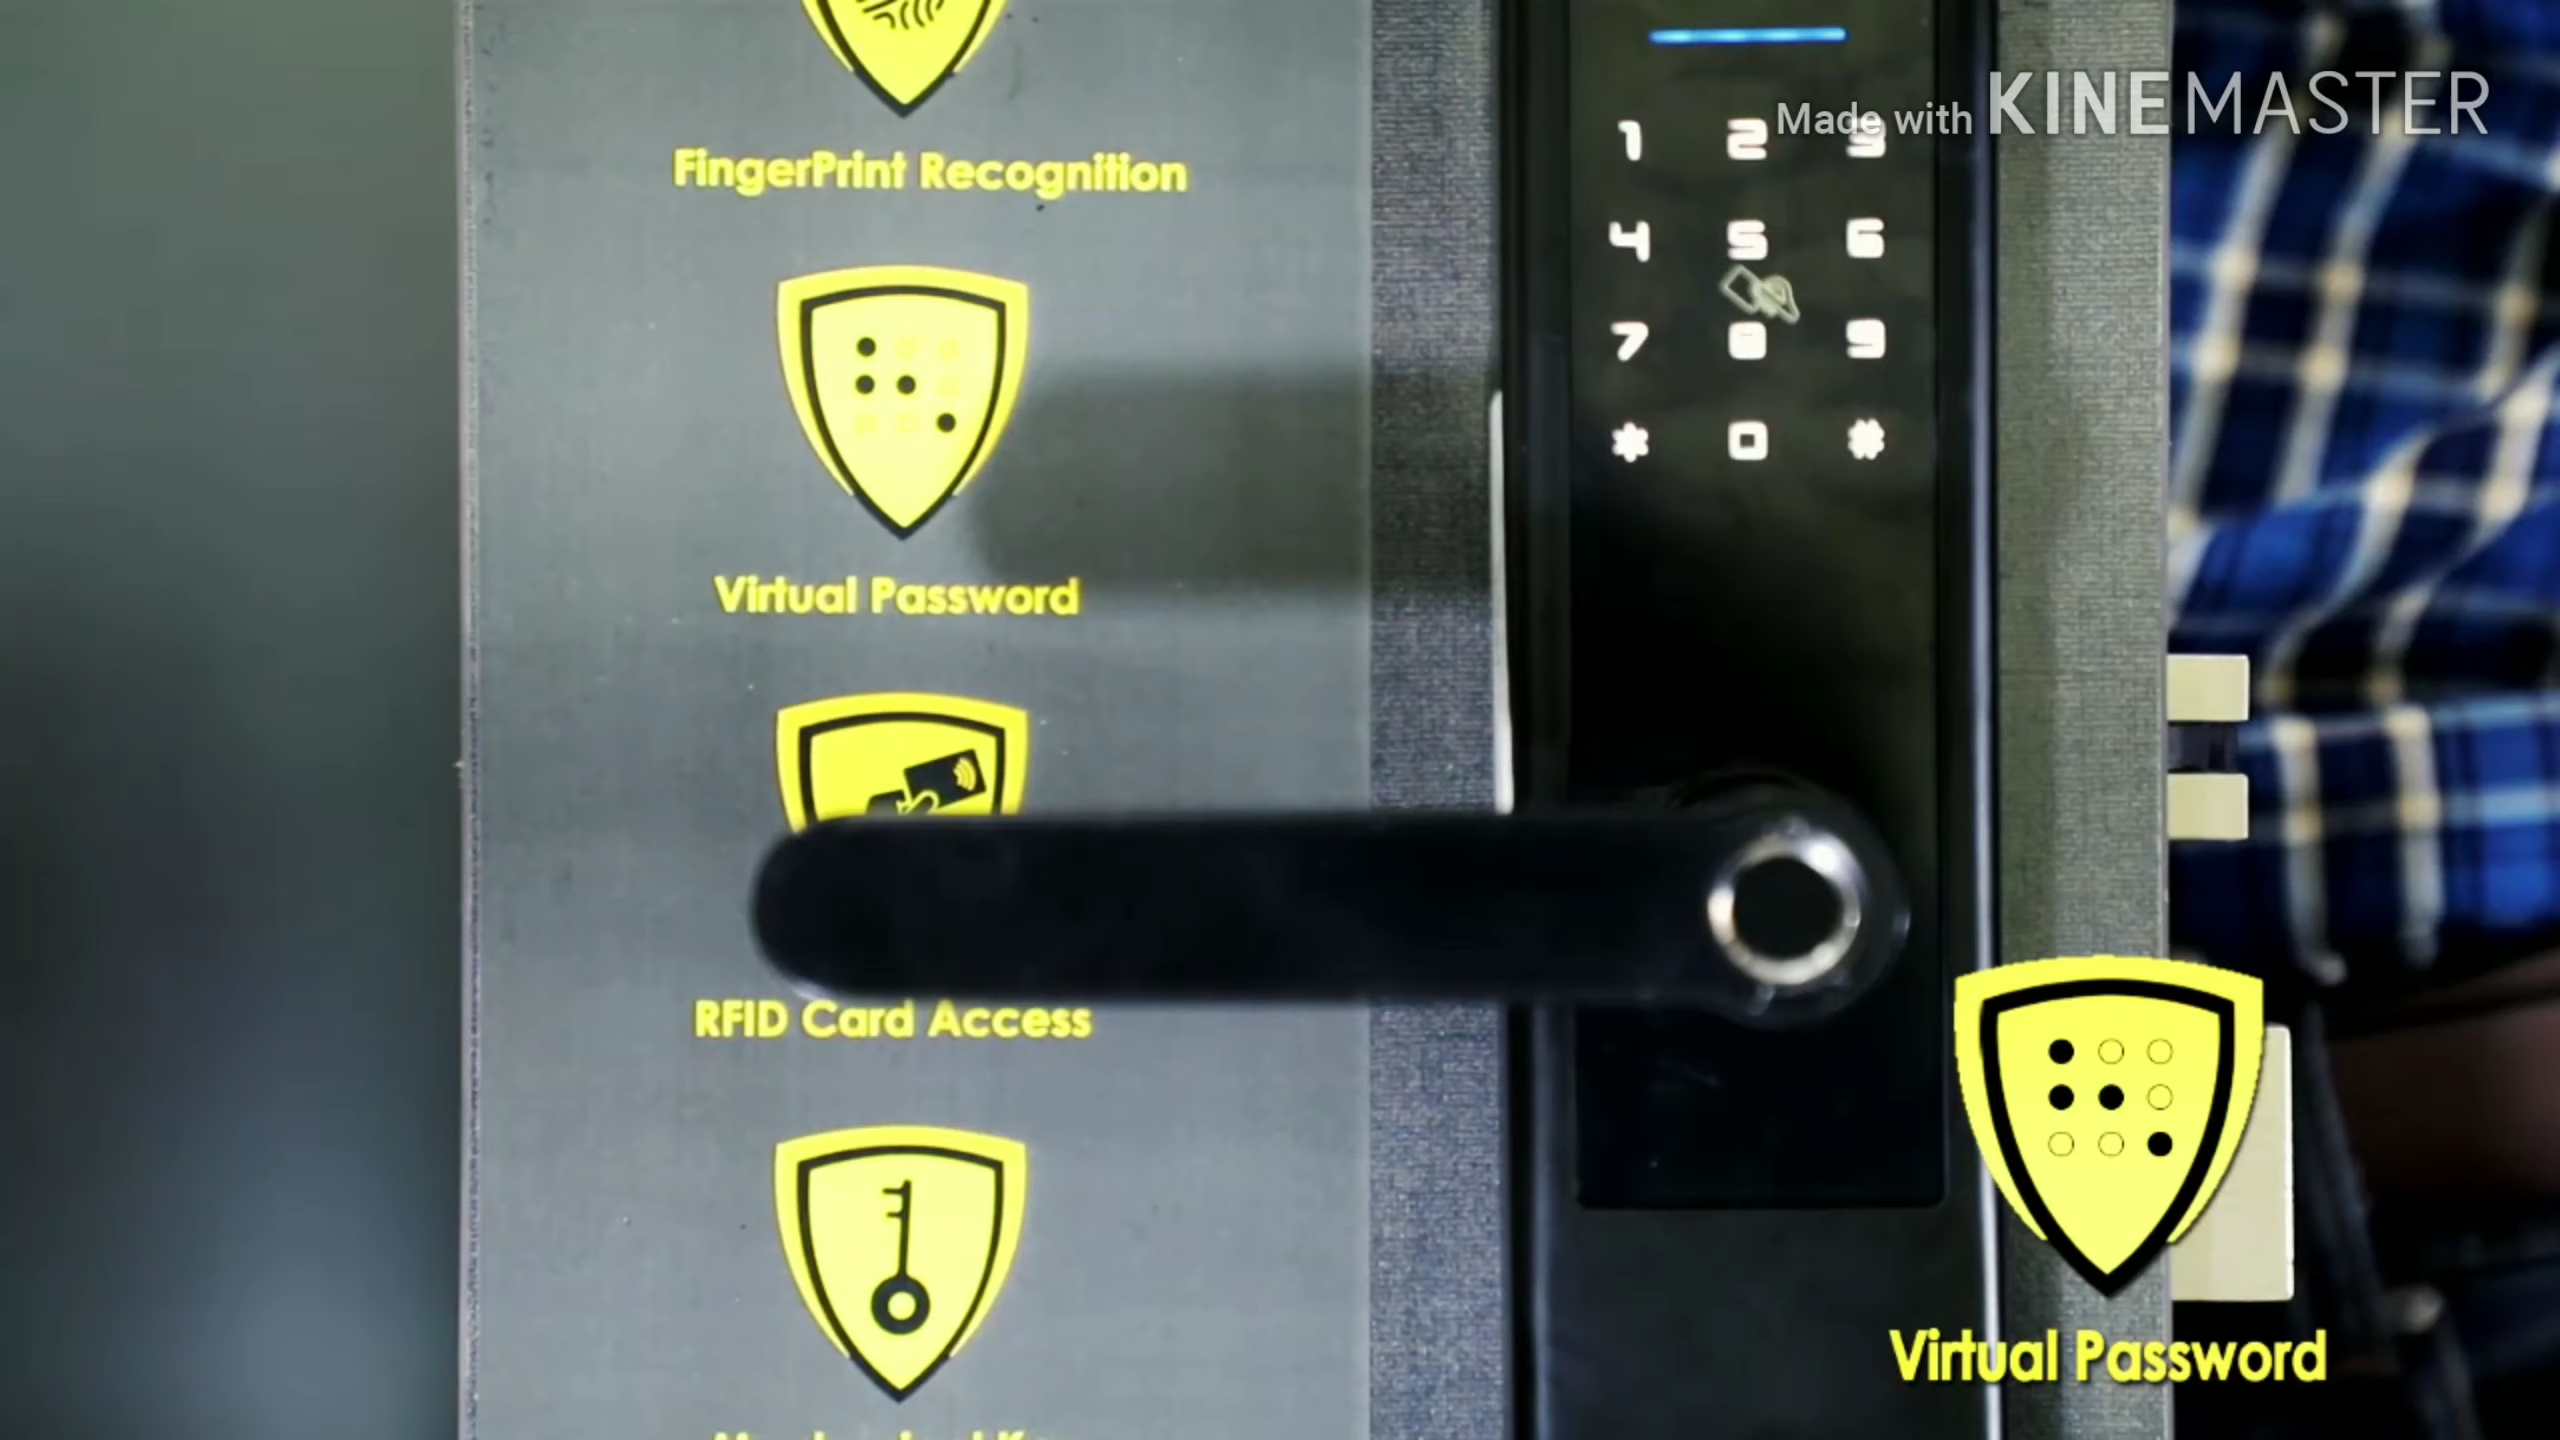 Made with KINEMASTER
1 2 3
4 5 6
7 8 9
* 0 #
FingerPrint Recognition
Virtual Password
RFID Card Access
Virtual Password